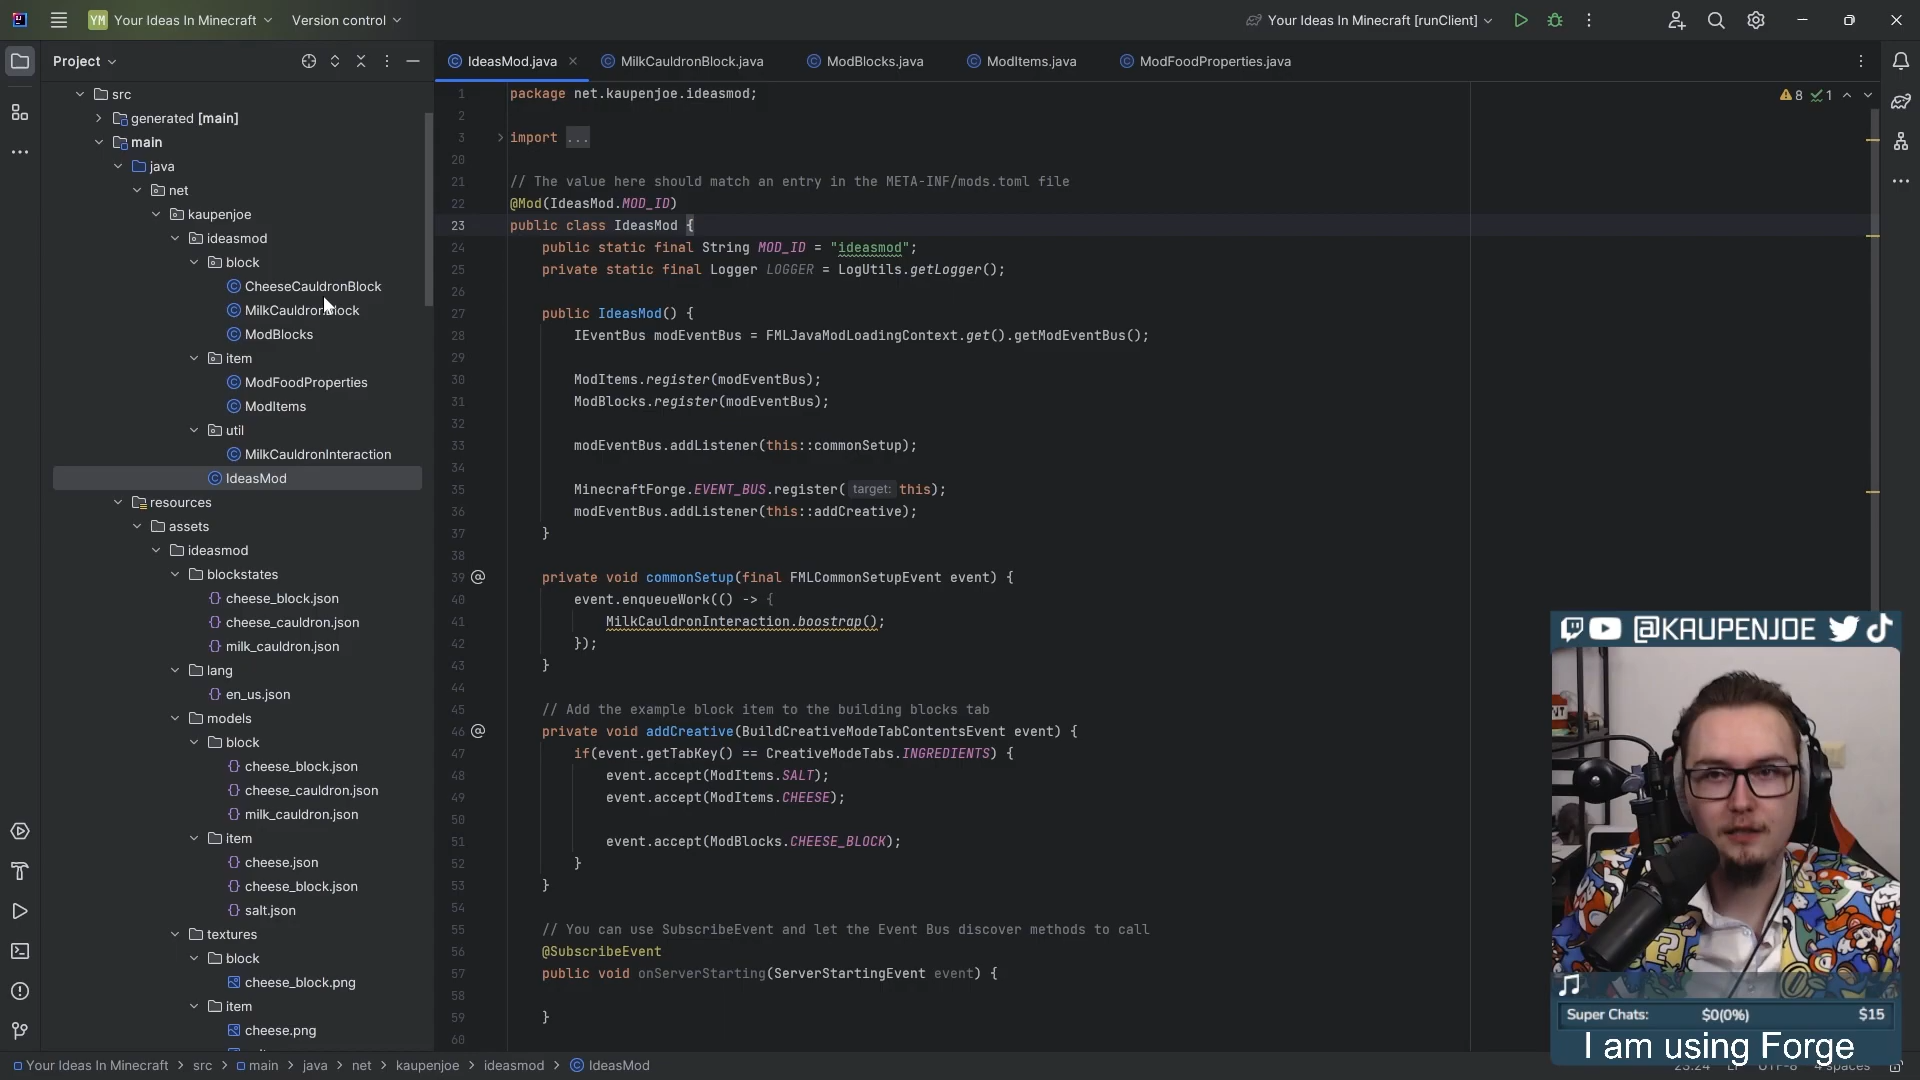 YM Your Ideas In Minecraft Version control Your Ideas In Minecraft [runClient]
Project
IdeasMod.java MilkCauldronBlock.java ModBlocks.java ModItems.java ModFoodProperties.java
src
generated [main]
main
java
net
kaupenjoe
ideasmod
block
CheeseCauldronBlock
MilkCauldronBlock
ModBlocks
item
ModFoodProperties
ModItems
util
MilkCauldronInteraction
IdeasMod
resources
assets
ideasmod
blockstates
cheese_block.json
cheese_cauldron.json
milk_cauldron.json
lang
en_us.json
models
block
cheese_block.json
cheese_cauldron.json
milk_cauldron.json
item
cheese.json
cheese_block.json
salt.json
textures
block
cheese_block.png
item
cheese.png
8 1
1 package net.kaupenjoe.ideasmod;
2
3 import ...
20
21 // The value here should match an entry in the META-INF/mods.toml file
22 @Mod(IdeasMod.MOD_ID)
23 public class IdeasMod {
24 public static final String MOD_ID = "ideasmod";
25 private static final Logger LOGGER = LogUtils.getLogger();
26
27 public IdeasMod() {
28 IEventBus modEventBus = FMLJavaModLoadingContext.get().getModEventBus();
29
30 ModItems.register(modEventBus);
31 ModBlocks.register(modEventBus);
32
33 modEventBus.addListener(this::commonSetup);
34
35 MinecraftForge.EVENT_BUS.register( target: this);
36 modEventBus.addListener(this::addCreative);
37 }
38
39 @ private void commonSetup(final FMLCommonSetupEvent event) {
40 event.enqueueWork(() -> {
41 MilkCauldronInteraction.boostrap();
42 });
43 }
44
45 // Add the example block item to the building blocks tab
46 @ private void addCreative(BuildCreativeModeTabContentsEvent event) {
47 if(event.getTabKey() == CreativeModeTabs.INGREDIENTS) {
48 event.accept(ModItems.SALT);
49 event.accept(ModItems.CHEESE);
50
51 event.accept(ModBlocks.CHEESE_BLOCK);
52 }
53 }
54
55 // You can use SubscribeEvent and let the Event Bus discover methods to call
56 @SubscribeEvent
57 public void onServerStarting(ServerStartingEvent event) {
58
59 }
60
@KAUPENJOE
Super Chats: $0(0%) $15
I am using Forge
Your Ideas In Minecraft > src > main > java > net > kaupenjoe > ideasmod > IdeasMod
23:24 LF UTF-8 4 spaces